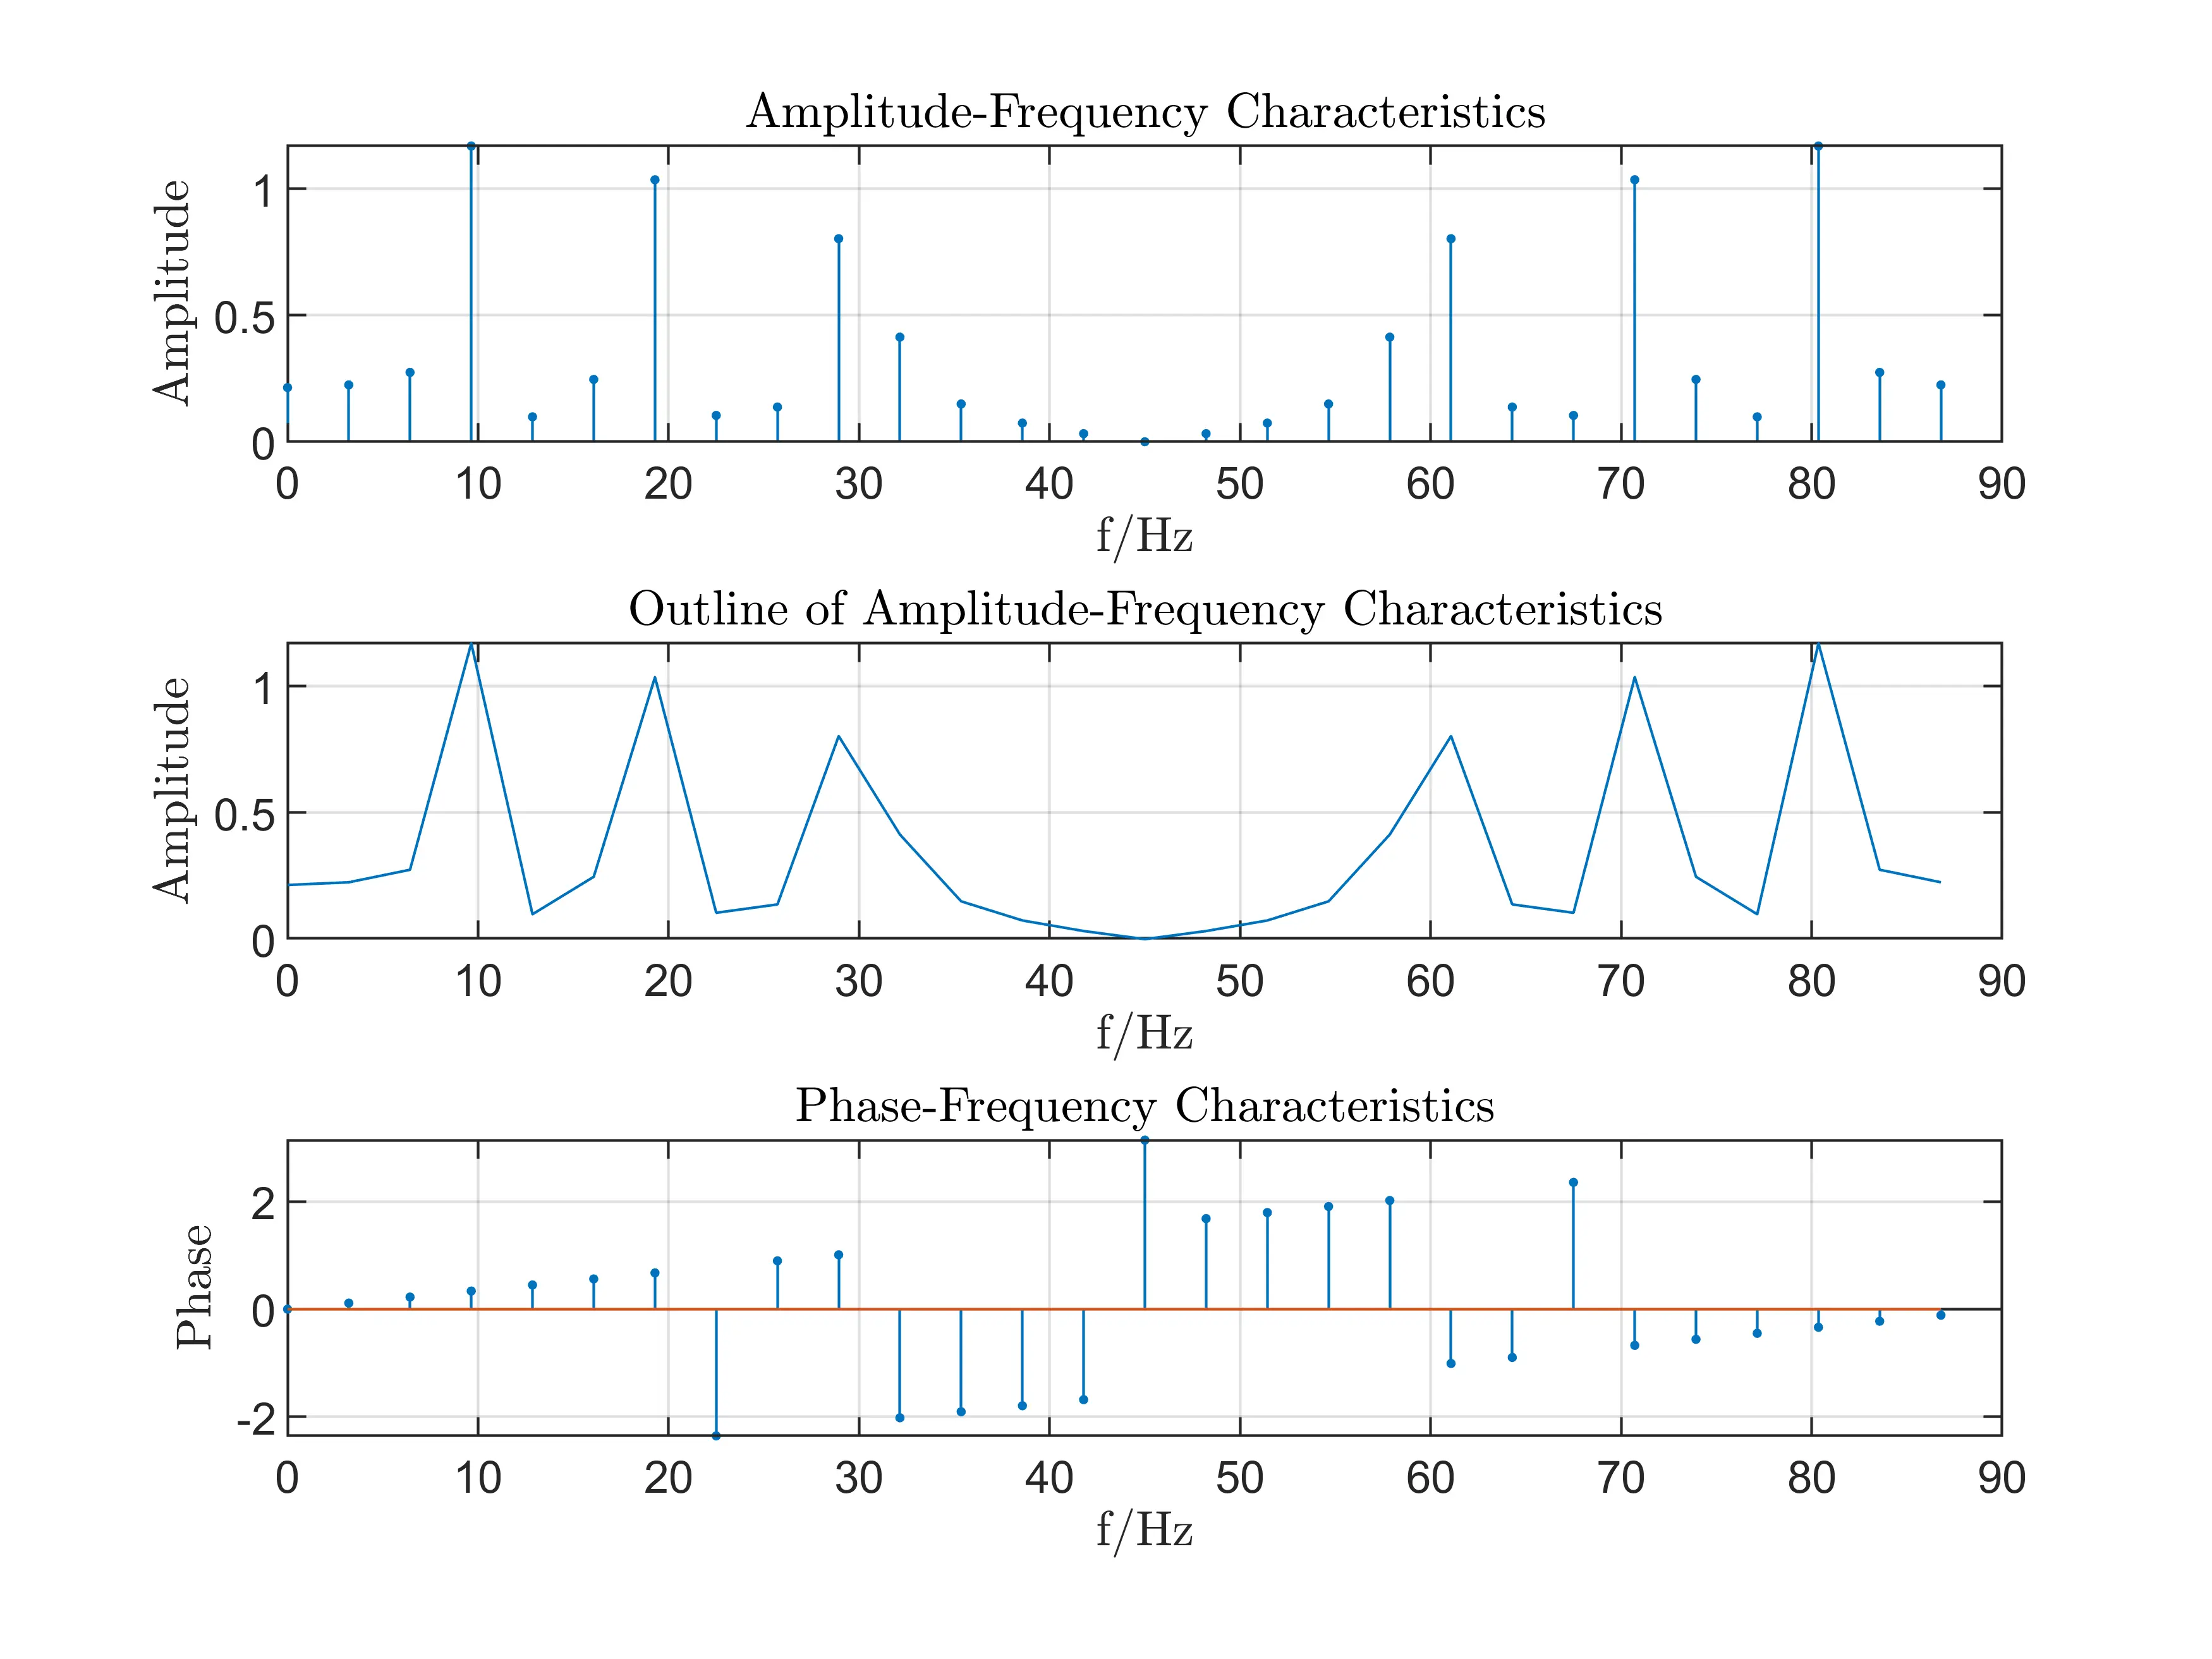 Amplitude-Frequency Characteristics
Amplitude
1
0.5
0
0 10 20 30 40 50 60 70 80 90
f/Hz
Outline of Amplitude-Frequency Characteristics
Amplitude
1
0.5
0
0 10 20 30 40 50 60 70 80 90
f/Hz
Phase-Frequency Characteristics
Phase
2
0
-2
0 10 20 30 40 50 60 70 80 90
f/Hz